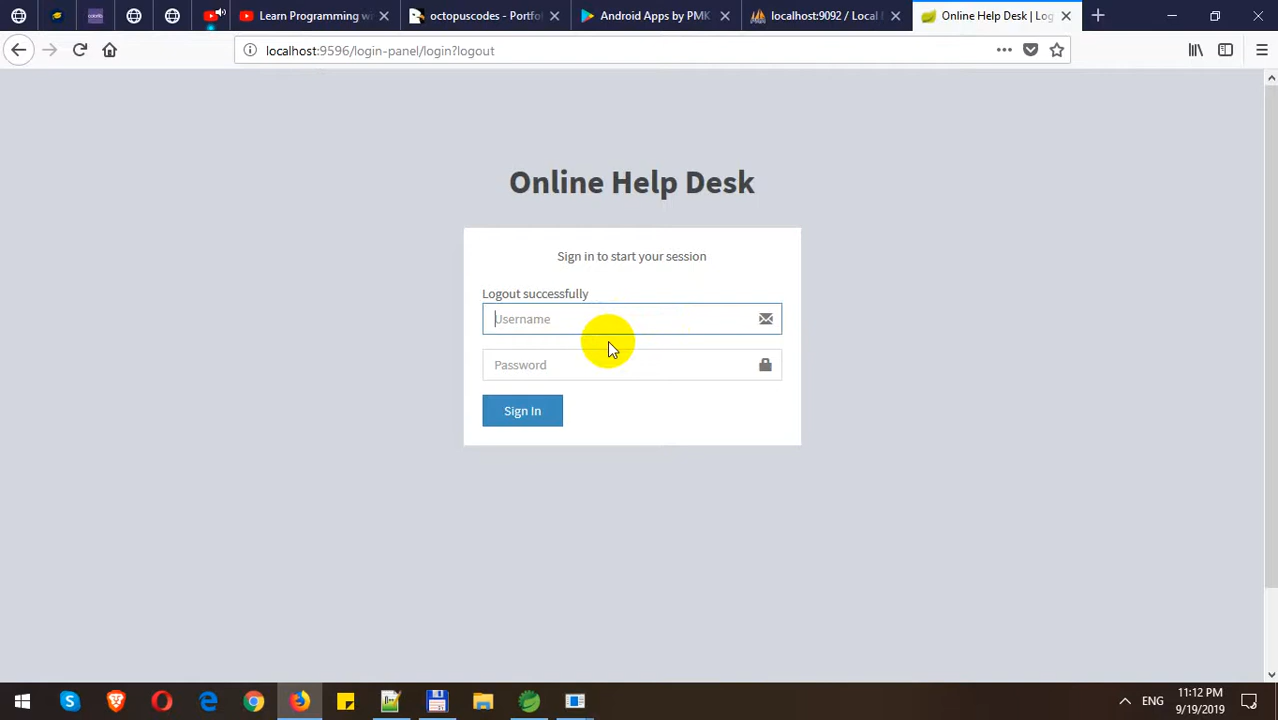 Learn Programming w
octopuscodes - Portfol
Android Apps by PMK
localhost:9092 / Local
Online Help Desk | Log
localhost:9596/login-panel/login?logout
Online Help Desk
Sign in to start your session
Logout successfully
Username
Password
Sign In
ENG
11:12 PM
9/19/2019